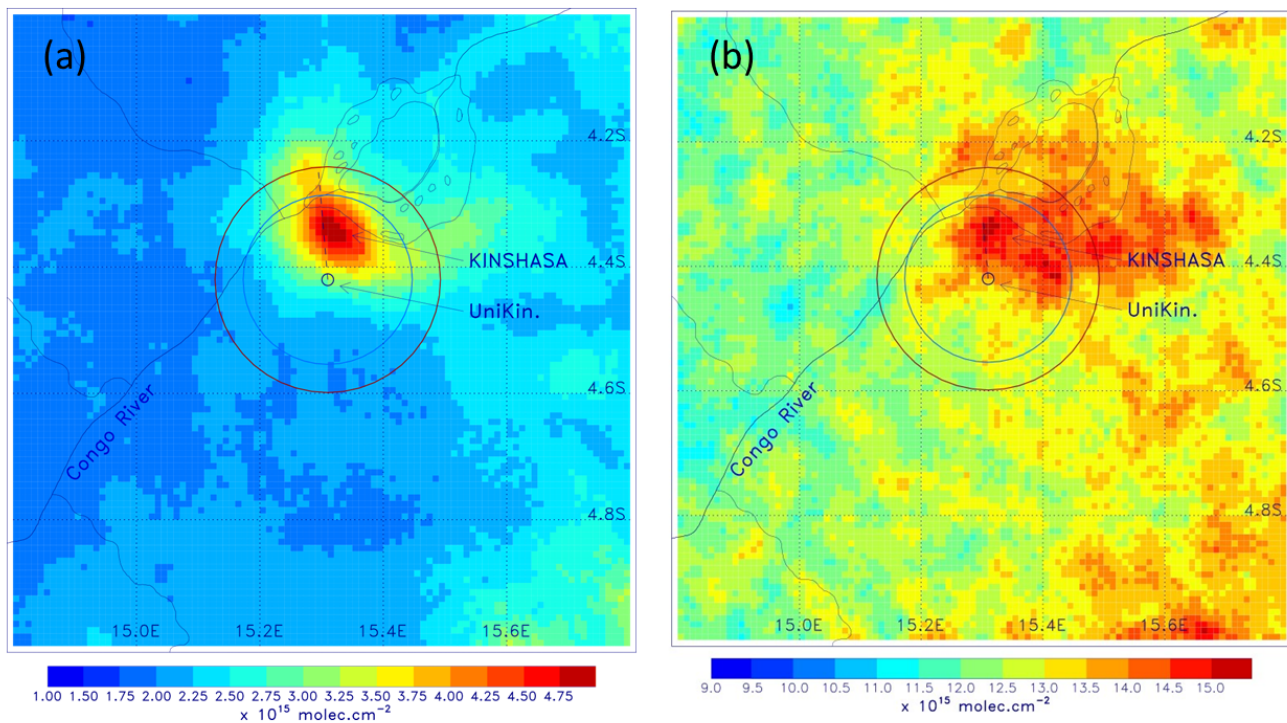 (a)
4.2S
KINSHASA
4.4S
UniKin.
4.6S
Congo River
4.8S
15.0E 15.2E 15.4E 15.6E
1.00 1.50 1.75 2.00 2.25 2.50 2.75 3.00 3.25 3.50 3.75 4.00 4.25 4.50 4.75
x 10¹⁵ molec.cm⁻²
(b)
4.2S
KINSHASA
4.4S
UniKin.
4.6S
Congo River
4.8S
15.0E 15.2E 15.4E 15.6E
9.0 9.5 10.0 10.5 11.0 11.5 12.0 12.5 13.0 13.5 14.0 14.5 15.0
x 10¹⁵ molec.cm⁻²